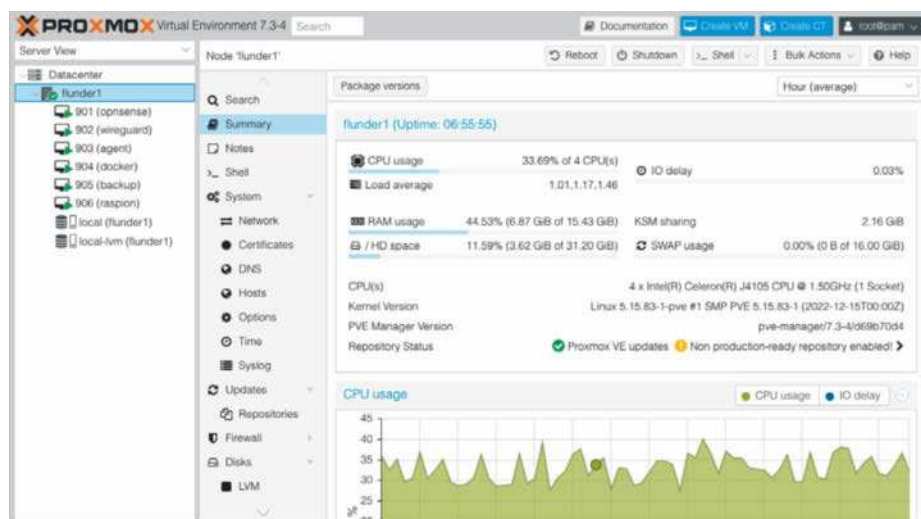 PROXMOX Virtual Environment 7.3-4 Search Documentation Create VM Create CT root@pam
Server View
Datacenter
flunder1
901 (opnsense)
902 (wireguard)
903 (agent)
904 (docker)
905 (backup)
906 (raspion)
local (flunder1)
local-lvm (flunder1)
Node 'flunder1' Reboot Shutdown >_ Shell Bulk Actions Help
Search
Summary
Notes
>_ Shell
System
Network
Certificates
DNS
Hosts
Options
Time
Syslog
Updates
Repositories
Firewall
Disks
LVM
Package versions Hour (average)
flunder1 (Uptime: 06:55:55)
CPU usage 33.69% of 4 CPU(s)
IO delay 0.03%
Load average 1.01,1.17,1.46
RAM usage 44.53% (6.87 GiB of 15.43 GiB) KSM sharing 2.16 GiB
/ HD space 11.59% (3.62 GiB of 31.20 GiB) SWAP usage 0.00% (0 B of 16.00 GiB)
CPU(s) 4 x Intel(R) Celeron(R) J4105 CPU @ 1.50GHz (1 Socket)
Kernel Version Linux 5.15.83-1-pve #1 SMP PVE 5.15.83-1 (2022-12-15T00:00Z)
PVE Manager Version pve-manager/7.3-4/d69b70d4
Repository Status Proxmox VE updates Non production-ready repository enabled!
CPU usage CPU usage IO delay
45
40
35
30
25
%